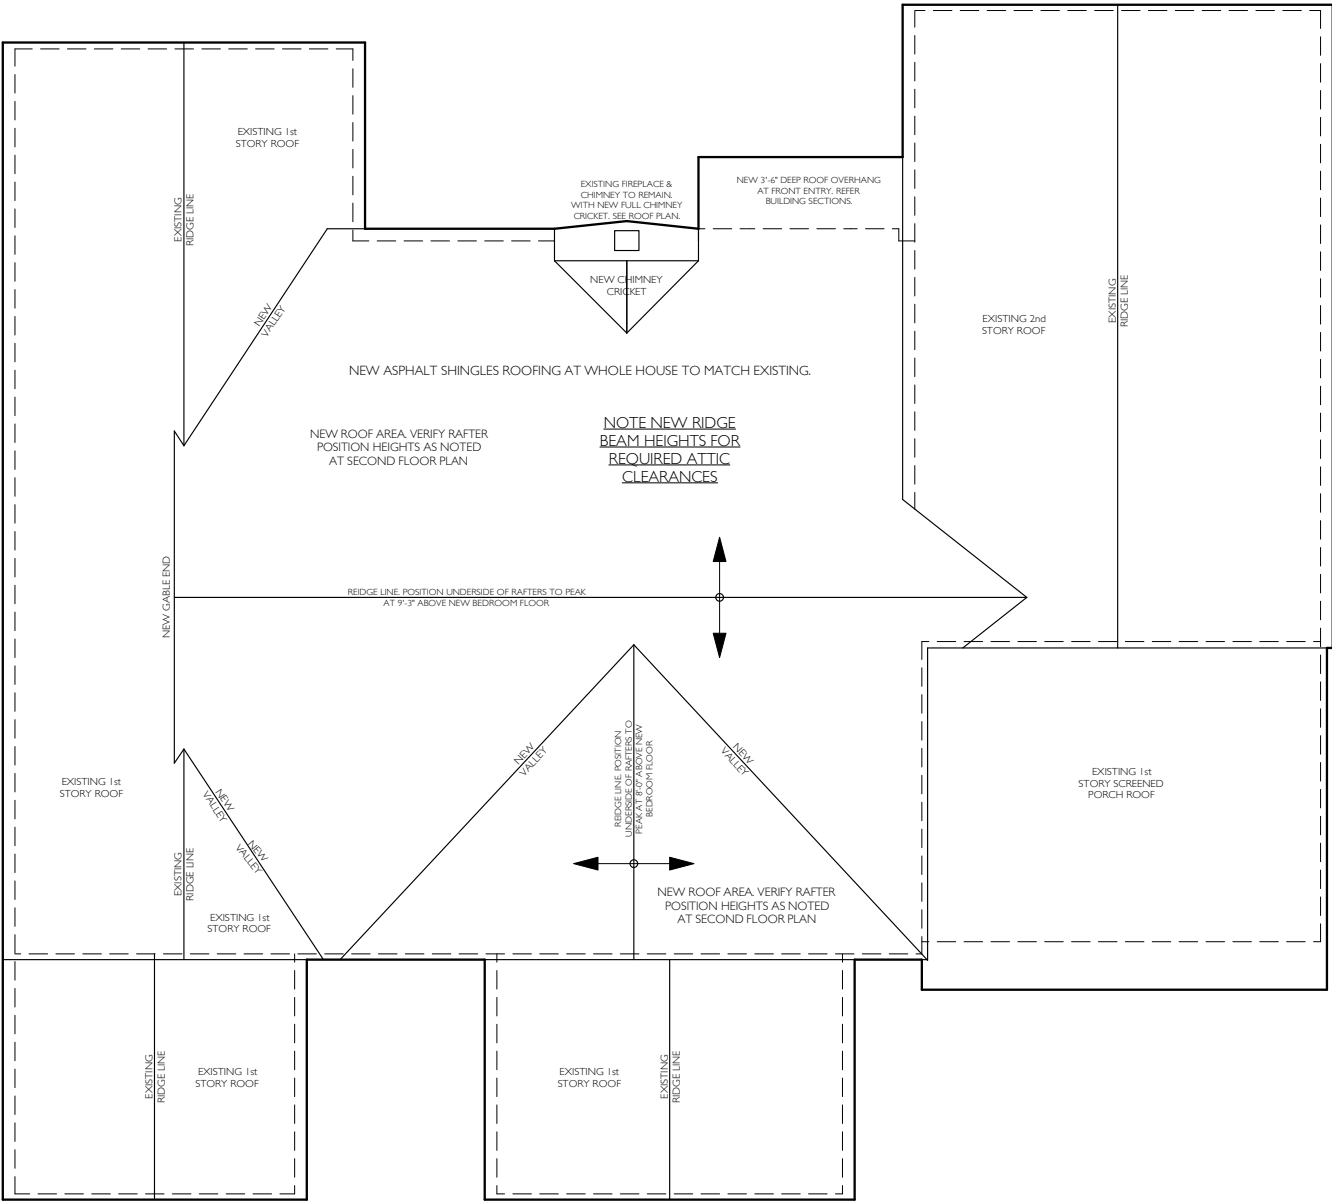 EXISTING 1st
STORY ROOF
EXISTING
RIDGE LINE
EXISTING FIREPLACE &
CHIMNEY TO REMAIN.
WITH NEW FULL CHIMNEY
CRICKET. SEE ROOF PLAN.
NEW 3'-6" DEEP ROOF OVERHANG
AT FRONT ENTRY. REFER
BUILDING SECTIONS.
NEW CHIMNEY
CRICKET
NEW
VALLEY
EXISTING 2nd
STORY ROOF
EXISTING
RIDGE LINE
NEW ASPHALT SHINGLES ROOFING AT WHOLE HOUSE TO MATCH EXISTING.
NEW ROOF AREA. VERIFY RAFTER
POSITION HEIGHTS AS NOTED
AT SECOND FLOOR PLAN
NOTE NEW RIDGE
BEAM HEIGHTS FOR
REQUIRED ATTIC
CLEARANCES
NEW GABLE END
REIDGE LINE. POSITION UNDERSIDE OF RAFTERS TO PEAK
AT 9'-3" ABOVE NEW BEDROOM FLOOR
NEW
VALLEY
REIDGE LINE. POSITION
UNDERSIDE OF RAFTERS TO
PEAK AT 8'-0" ABOVE NEW
BEDROOM FLOOR
NEW
VALLEY
EXISTING 1st
STORY ROOF
NEW
VALLEY
NEW
VALLEY
EXISTING
RIDGE LINE
EXISTING 1st
STORY ROOF
EXISTING 1st
STORY SCREENED
PORCH ROOF
NEW ROOF AREA. VERIFY RAFTER
POSITION HEIGHTS AS NOTED
AT SECOND FLOOR PLAN
EXISTING
RIDGE LINE
EXISTING 1st
STORY ROOF
EXISTING 1st
STORY ROOF
EXISTING
RIDGE LINE